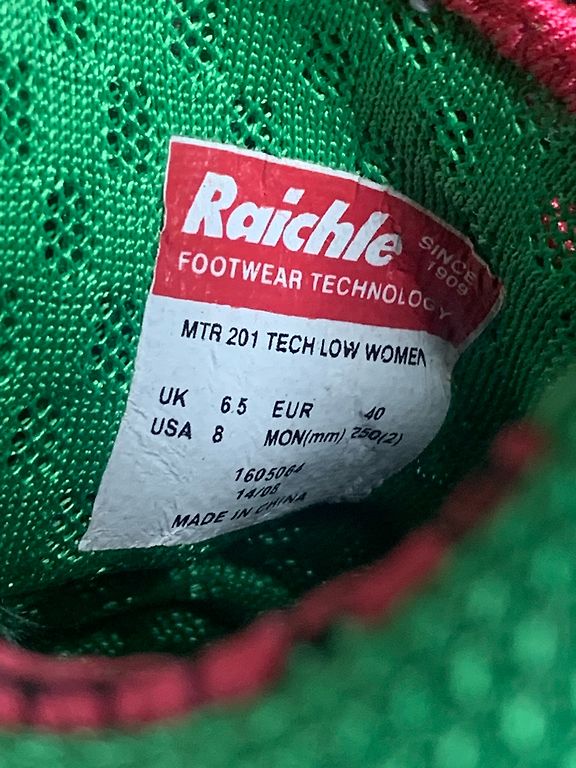 Raichle
SINCE
1909
FOOTWEAR TECHNOLOGY
MTR 201 TECH LOW WOMEN
UK 6.5 EUR 40
USA 8 MON(mm) 250(2)
1605064
14/08
MADE IN CHINA